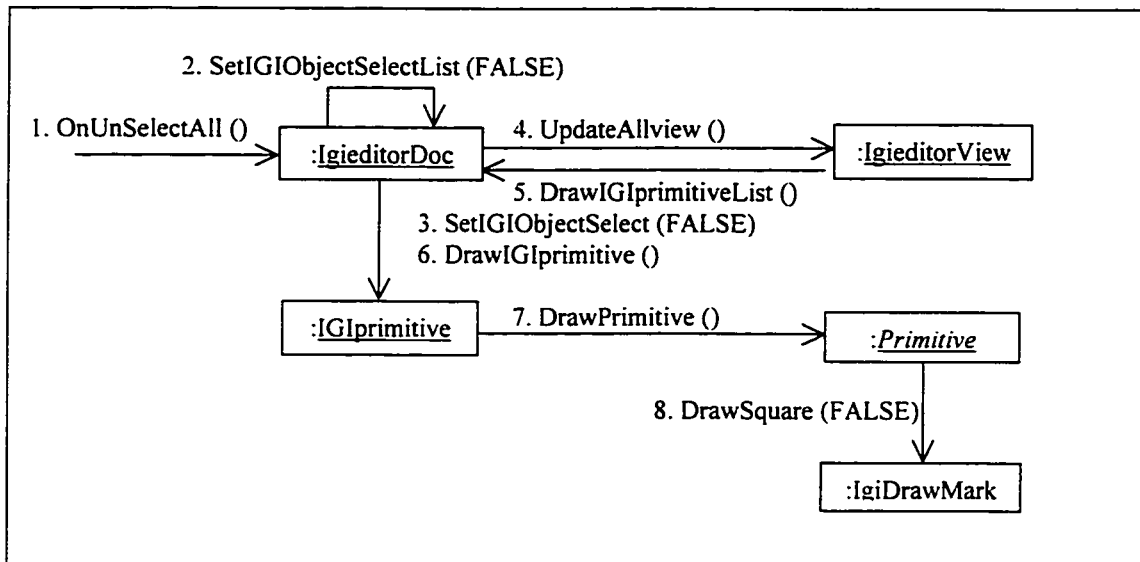 2. SetIGIObjectSelectList (FALSE)
1. OnUnSelectAll ()
:IgieditorDoc
4. UpdateAllview ()
:IgieditorView
5. DrawIGIprimitiveList ()
3. SetIGIObjectSelect (FALSE)
6. DrawIGIprimitive ()
:IGIprimitive
7. DrawPrimitive ()
:Primitive
8. DrawSquare (FALSE)
:IgiDrawMark